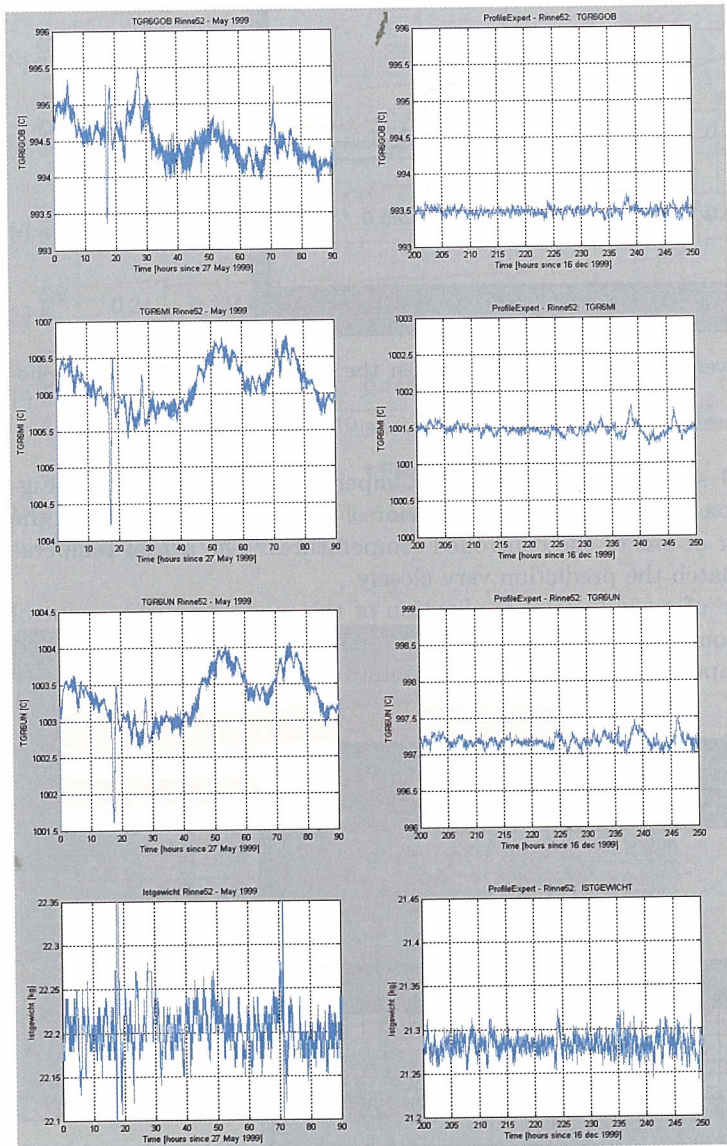 TGR6GOB Rinne52 - May 1999
TGR6GOB [C]
996
995.5
995
994.5
994
993.5
993
0 10 20 30 40 50 60 70 80 90
Time [hours since 27 May 1999]
ProfileExpert - Rinne52: TGR6GOB
TGR6GOB [C]
996
995.5
995
994.5
994
993.5
993
200 205 210 215 220 225 230 235 240 245 250
Time [hours since 16 dec 1999]
TGR6MI Rinne52 - May 1999
TGR6MI [C]
1007
1006.5
1006
1005.5
1005
1004.5
1004
0 10 20 30 40 50 60 70 80 90
Time [hours since 27 May 1999]
ProfileExpert - Rinne52: TGR6MI
TGR6MI [C]
1003
1002.5
1002
1001.5
1001
1000.5
1000
200 205 210 215 220 225 230 235 240 245 250
Time [hours since 16 dec 1999]
atch the prediction very closely.
TGR6UN Rinne52 - May 1999
TGR6UN [C]
1004.5
1004
1003.5
1003
1002.5
1002
1001.5
0 10 20 30 40 50 60 70 80 90
Time [hours since 27 May 1999]
ProfileExpert - Rinne52: TGR6UN
TGR6UN [C]
999
998.5
998
997.5
997
996.5
996
200 205 210 215 220 225 230 235 240 245 250
Time [hours since 16 dec 1999]
Istgewicht Rinne52 - May 1999
Istgewicht [kg]
22.35
22.3
22.25
22.2
22.15
22.1
0 10 20 30 40 50 60 70 80 90
Time [hours since 27 May 1999]
ProfileExpert - Rinne52: ISTGEWICHT
Istgewicht [kg]
21.45
21.4
21.35
21.3
21.25
21.2
200 205 210 215 220 225 230 235 240 245 250
Time [hours since 16 dec 1999]